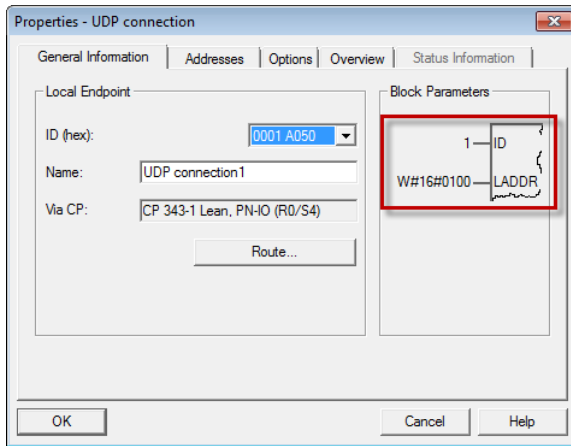 Properties - UDP connection
General Information Addresses Options Overview Status Information
Local Endpoint
ID (hex): 0001 A050
Name: UDP connection1
Via CP: CP 343-1 Lean, PN-IO (R0/S4)
Route...
Block Parameters
1 ID
W#16#0100 LADDR
OK Cancel Help